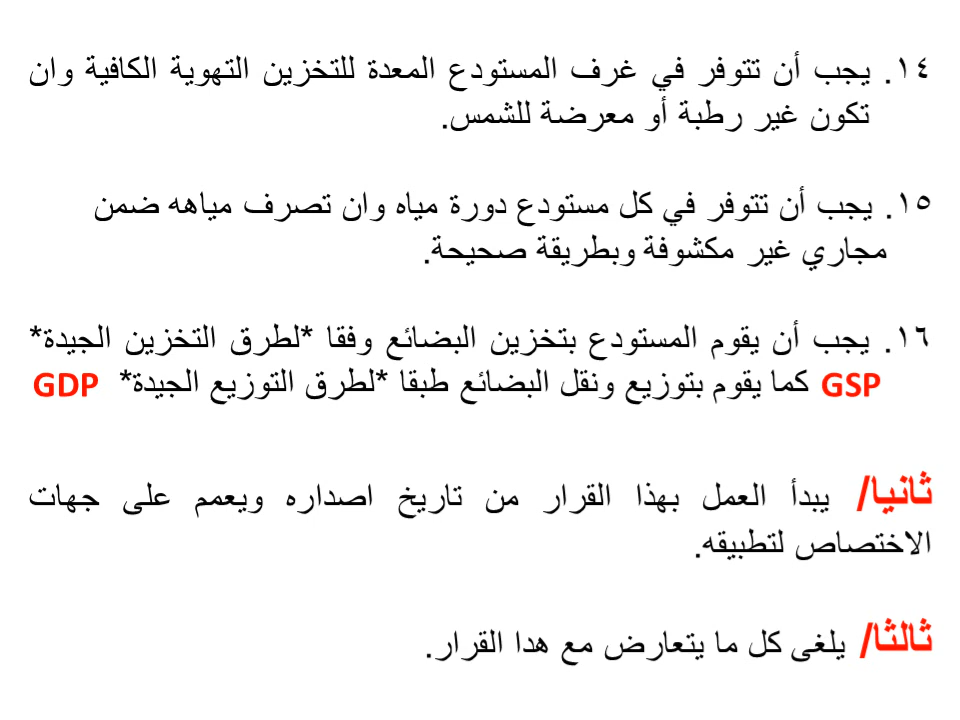 ١٤. يجب أن تتوفر في غرف المستودع المعدة للتخزين التهوية الكافية وان
تكون غير رطبة أو معرضة للشمس.
١٥. يجب أن تتوفر في كل مستودع دورة مياه وان تصرف مياهه ضمن
مجاري غير مكشوفة وبطريقة صحيحة.
١٦. يجب أن يقوم المستودع بتخزين البضائع وفقا *لطرق التخزين الجيدة*
GSP كما يقوم بتوزيع ونقل البضائع طبقا *لطرق التوزيع الجيدة* GDP
ثانيا/ يبدأ العمل بهذا القرار من تاريخ اصداره ويعمم على جهات
الاختصاص لتطبيقه.
ثالثا/ يلغى كل ما يتعارض مع هدا القرار.